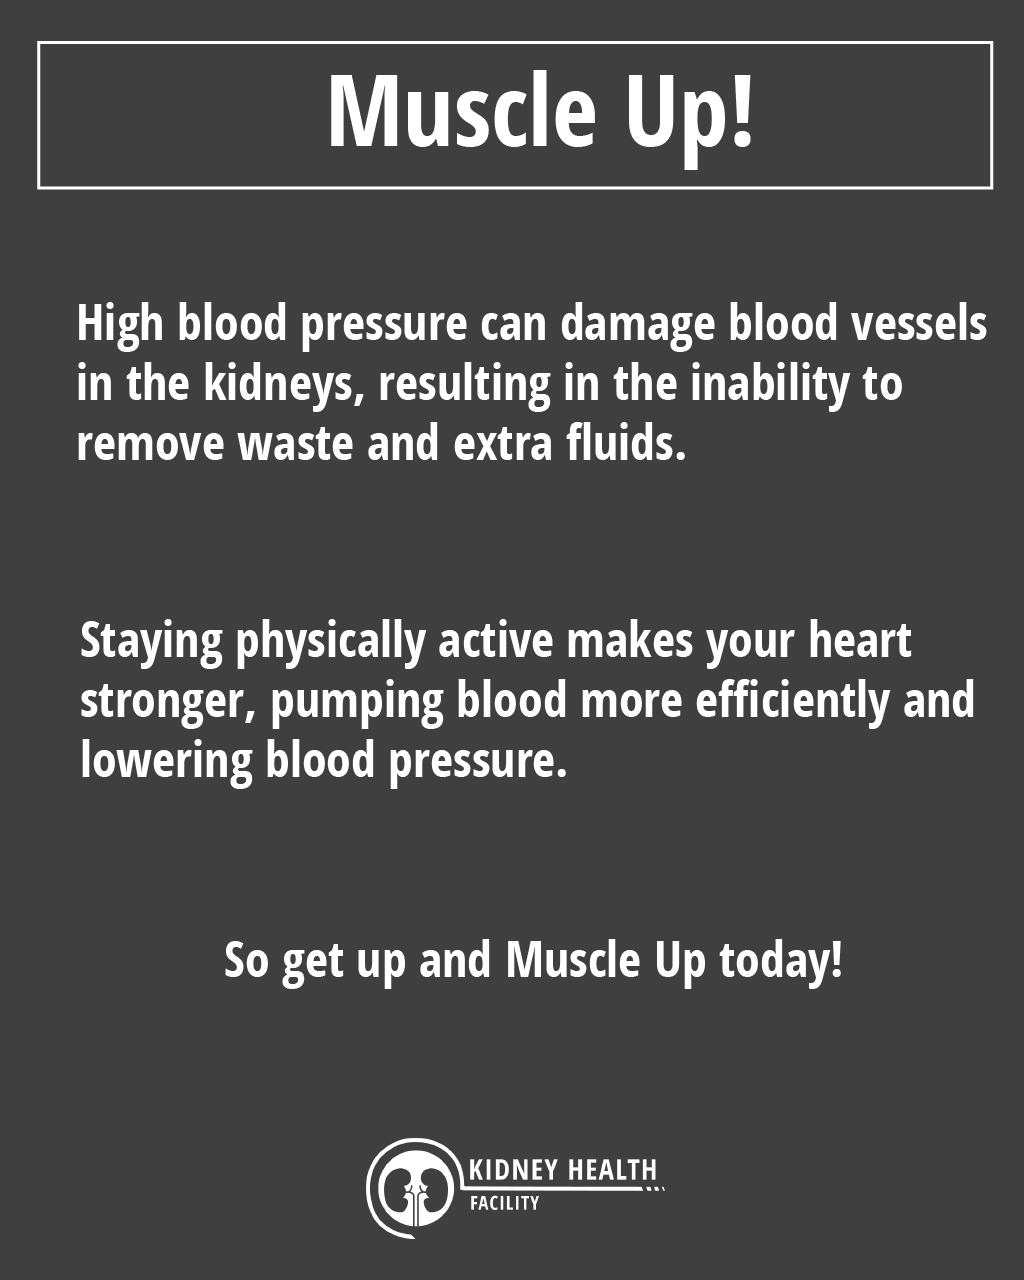 Muscle Up!
High blood pressure can damage blood vessels
in the kidneys, resulting in the inability to
remove waste and extra fluids.
Staying physically active makes your heart
stronger, pumping blood more efficiently and
lowering blood pressure.
So get up and Muscle Up today!
KIDNEY HEALTH
FACILITY